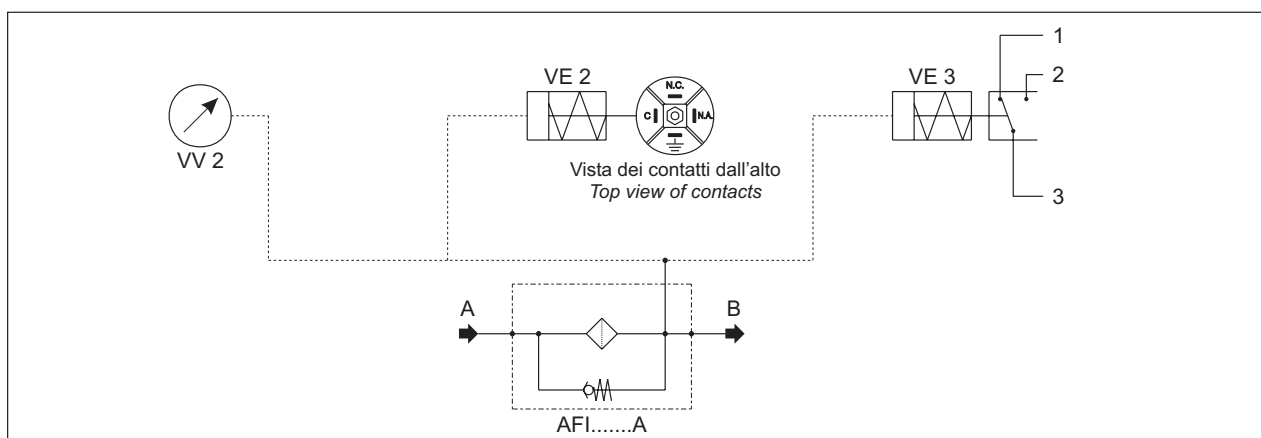 1
VE 2
VE 3
2
N.C.
C
N.A.
VV 2
Vista dei contatti dall'alto
Top view of contacts
3
A
B
AFI.......A